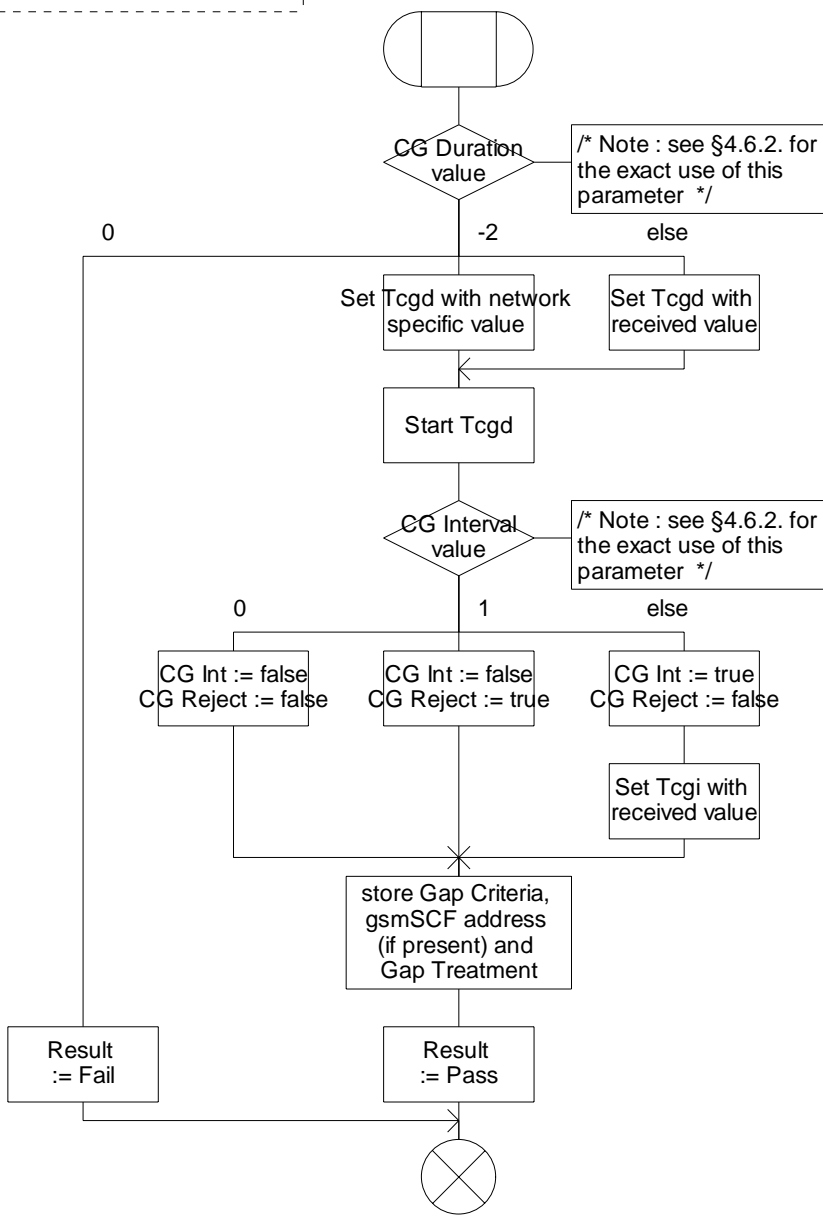 CG Duration
value
/* Note : see §4.6.2. for
the exact use of this
parameter */
0
-2
else
Set Tcgd with network
specific value
Set Tcgd with
received value
Start Tcgd
CG Interval
value
/* Note : see §4.6.2. for
the exact use of this
parameter */
0
1
else
CG Int := false
CG Reject := false
CG Int := false
CG Reject := true
CG Int := true
CG Reject := false
Set Tcgi with
received value
store Gap Criteria,
gsmSCF address
(if present) and
Gap Treatment
Result
:= Fail
Result
:= Pass